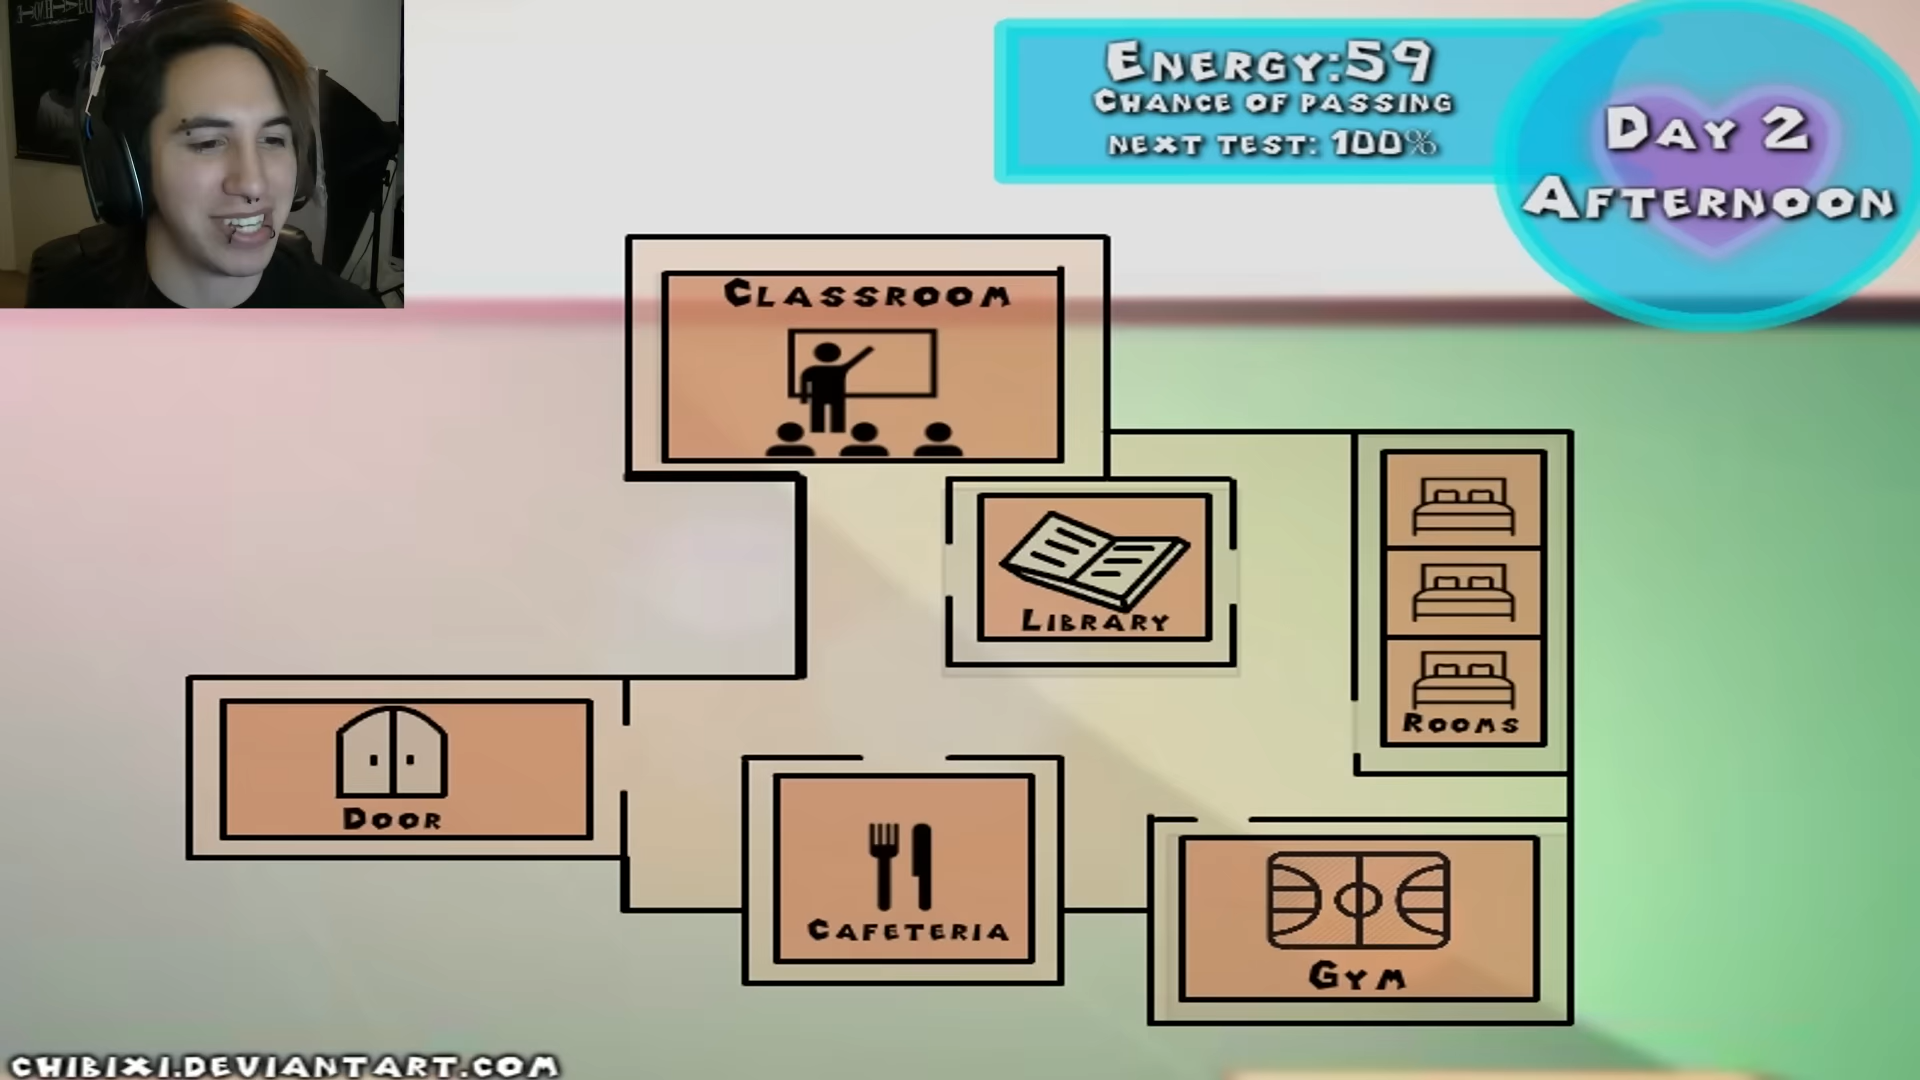 Energy:59
Chance of passing
next test: 100%
Day 2
Afternoon
Classroom
Library
Rooms
Door
Cafeteria
Gym
chibixi.deviantart.com